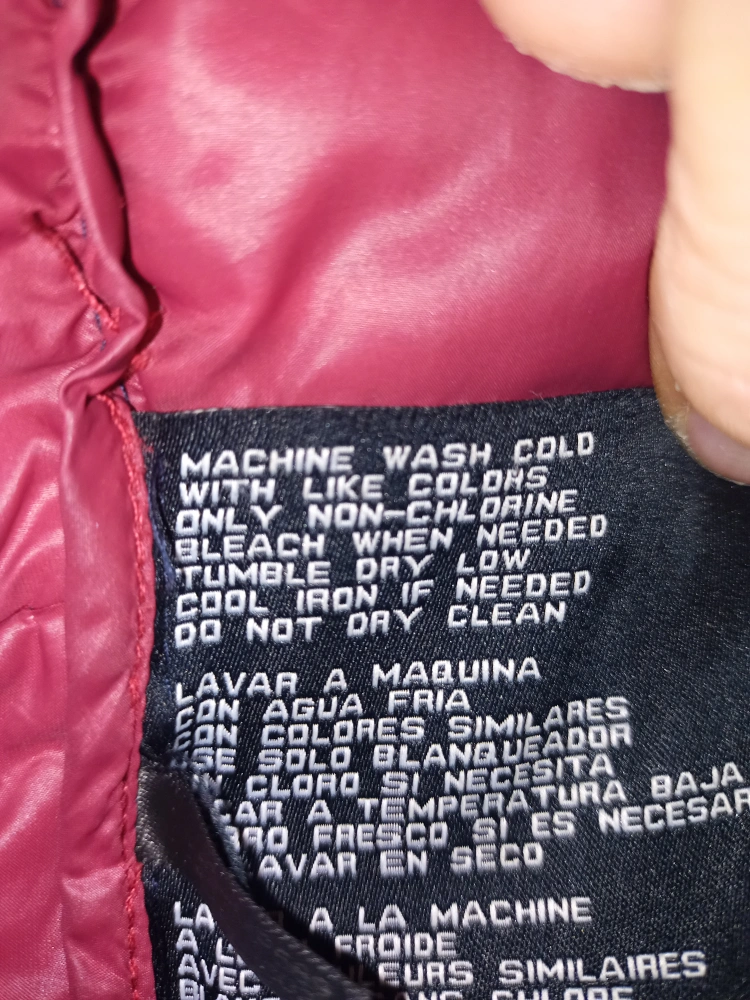 MACHINE WASH COLD
WITH LIKE COLORS
ONLY NON-CHLORINE
BLEACH WHEN NEEDED
TUMBLE DRY LOW
COOL IRON IF NEEDED
DO NOT DRY CLEAN
LAVAR A MAQUINA
CON AGUA FRIA
CON COLORES SIMILARES
USE SOLO BLANQUEADOR
CLORO SI NECESITA
A TEMPERATURA BAJA
FRESCO SI ES
EN SECO
A LA MACHINE
A FROIDE
AVEC SIMILAIRES